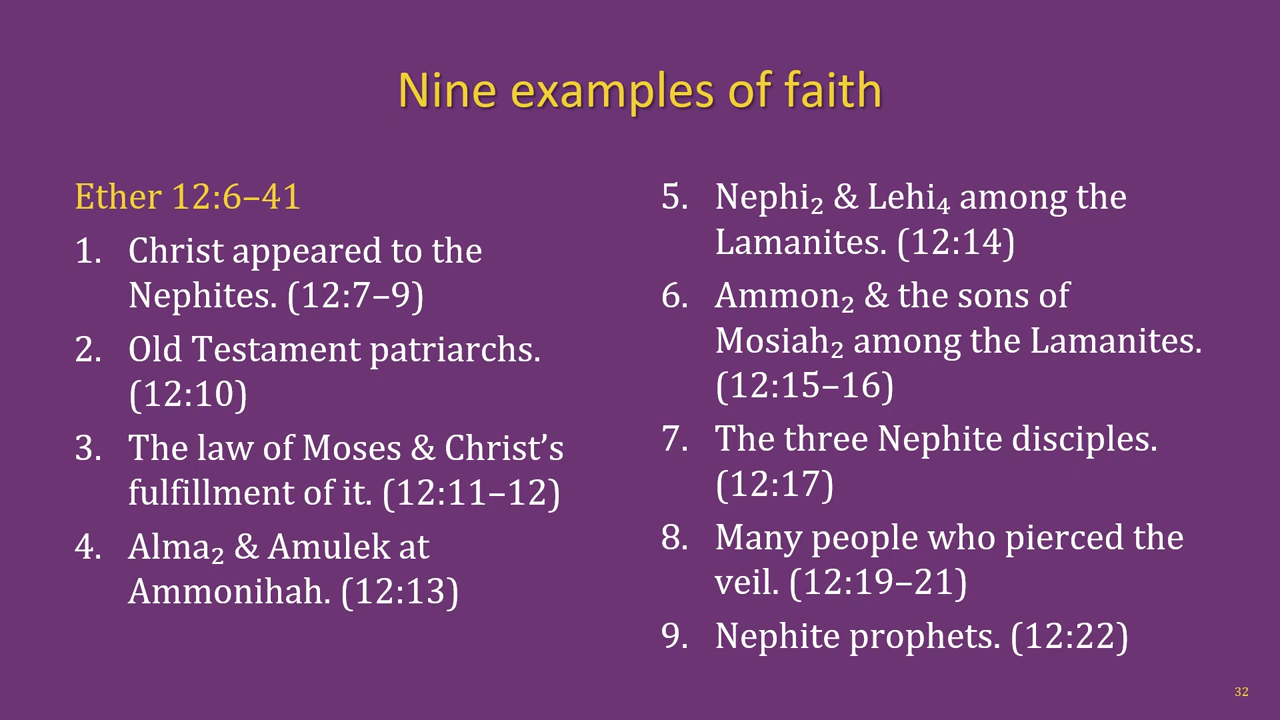 Nine examples of faith
Ether 12:6–41
1. Christ appeared to the
Nephites. (12:7–9)
2. Old Testament patriarchs.
(12:10)
3. The law of Moses & Christ’s
fulfillment of it. (12:11–12)
4. Alma₂ & Amulek at
Ammonihah. (12:13)
5. Nephi₂ & Lehi₄ among the
Lamanites. (12:14)
6. Ammon₂ & the sons of
Mosiah₂ among the Lamanites.
(12:15–16)
7. The three Nephite disciples.
(12:17)
8. Many people who pierced the
veil. (12:19–21)
9. Nephite prophets. (12:22)
32